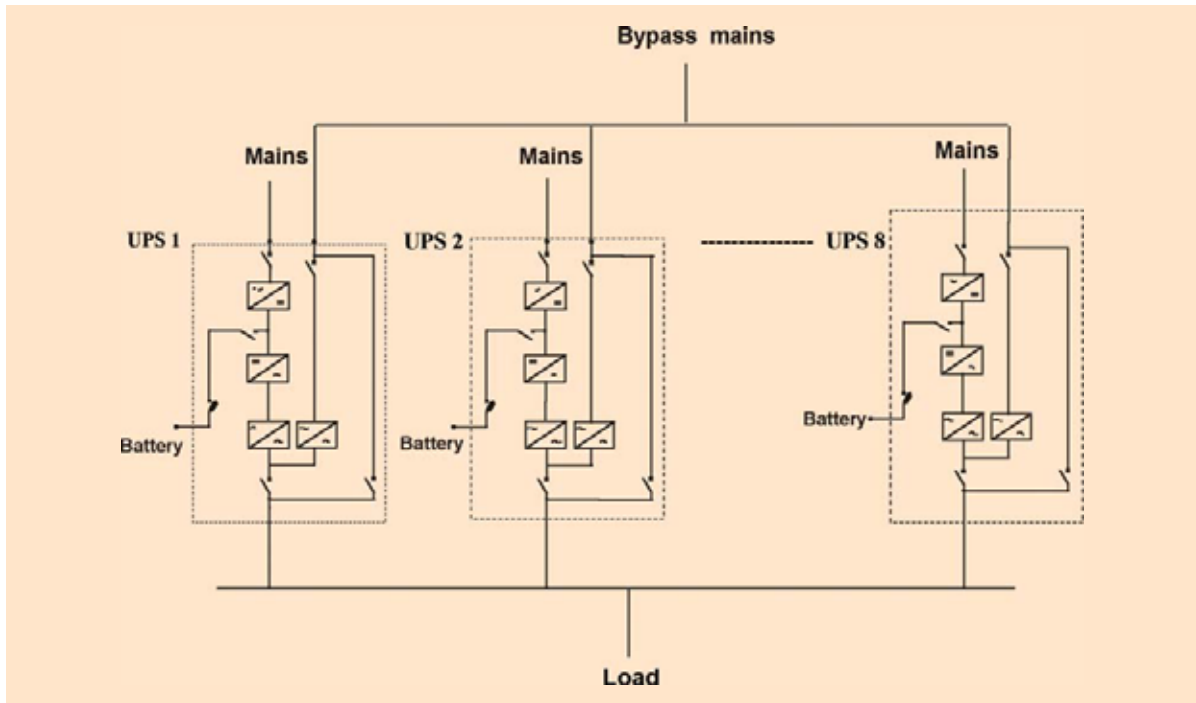 Bypass mains
Mains
Mains
Mains
UPS 1
UPS 2
UPS 8
Battery
Battery
Battery
Load